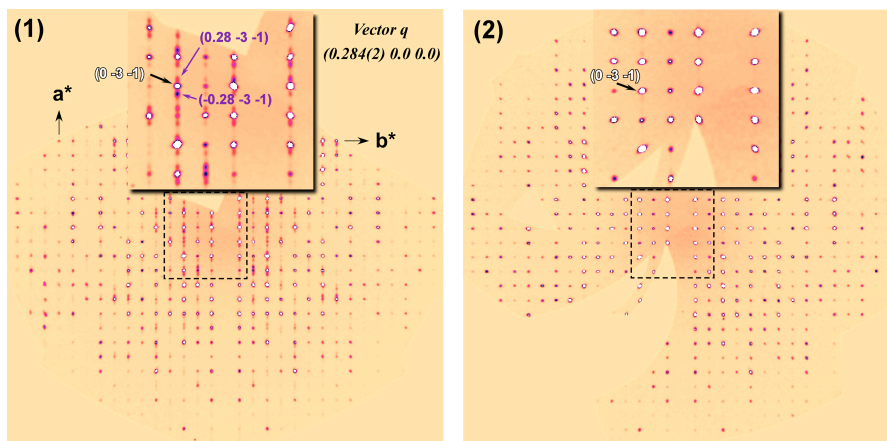 (1)
(0.28 -3 -1)
Vector q
(0.284(2) 0.0 0.0)
(0 -3 -1)
(-0.28 -3 -1)
a*
b*
(2)
(0 -3 -1)